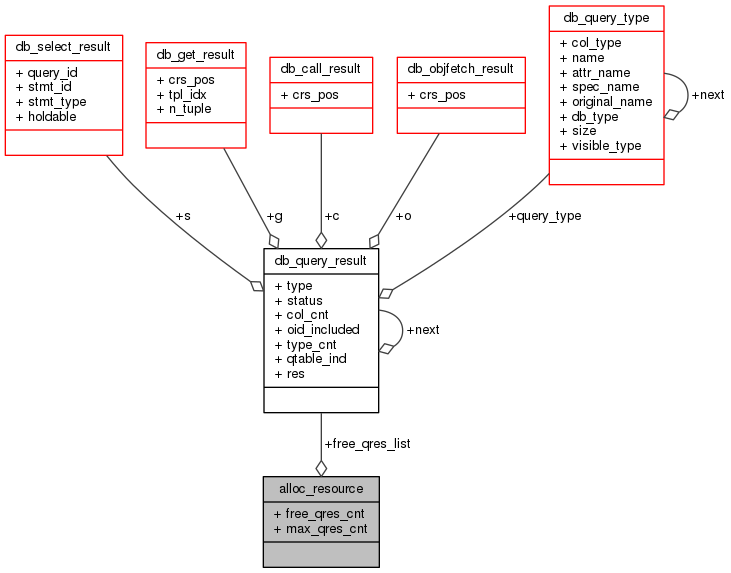 db_select_result
+ query_id
+ stmt_id
+ stmt_type
+ holdable
db_get_result
+ crs_pos
+ tpl_idx
+ n_tuple
db_call_result
+ crs_pos
db_objfetch_result
+ crs_pos
db_query_type
+ col_type
+ name
+ attr_name
+ spec_name
+ original_name
+ db_type
+ size
+ visible_type
+next
+s
+g
+c
+o
+query_type
db_query_result
+ type
+ status
+ col_cnt
+ oid_included
+ type_cnt
+ qtable_ind
+ res
+next
+free_qres_list
alloc_resource
+ free_qres_cnt
+ max_qres_cnt